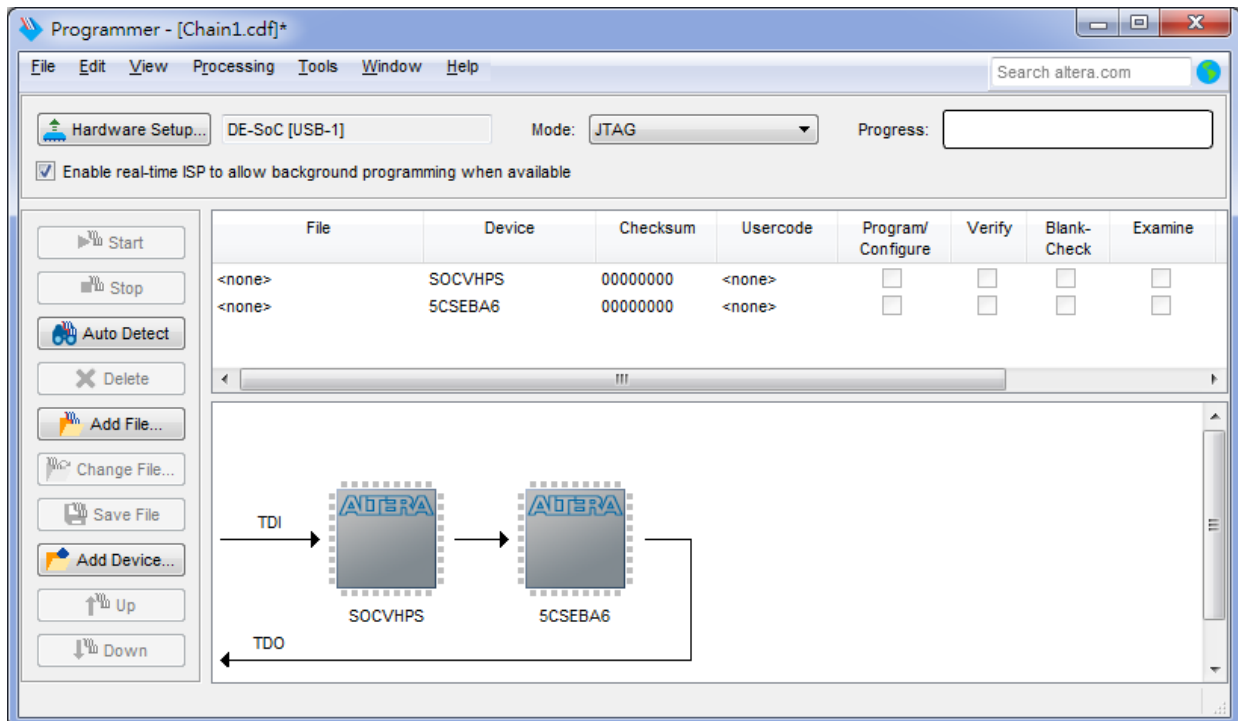 Programmer - [Chain1.cdf]*
File Edit View Processing Tools Window Help
Search altera.com
Hardware Setup... DE-SoC [USB-1] Mode: JTAG Progress:
Enable real-time ISP to allow background programming when available
Start
Stop
Auto Detect
Delete
Add File...
Change File...
Save File
Add Device...
Up
Down
File Device Checksum Usercode Program/ Configure Verify Blank- Check Examine
<none> SOCVHPS 00000000 <none>
<none> 5CSEBA6 00000000 <none>
TDI
ALTERA
ALTERA
SOCVHPS
5CSEBA6
TDO